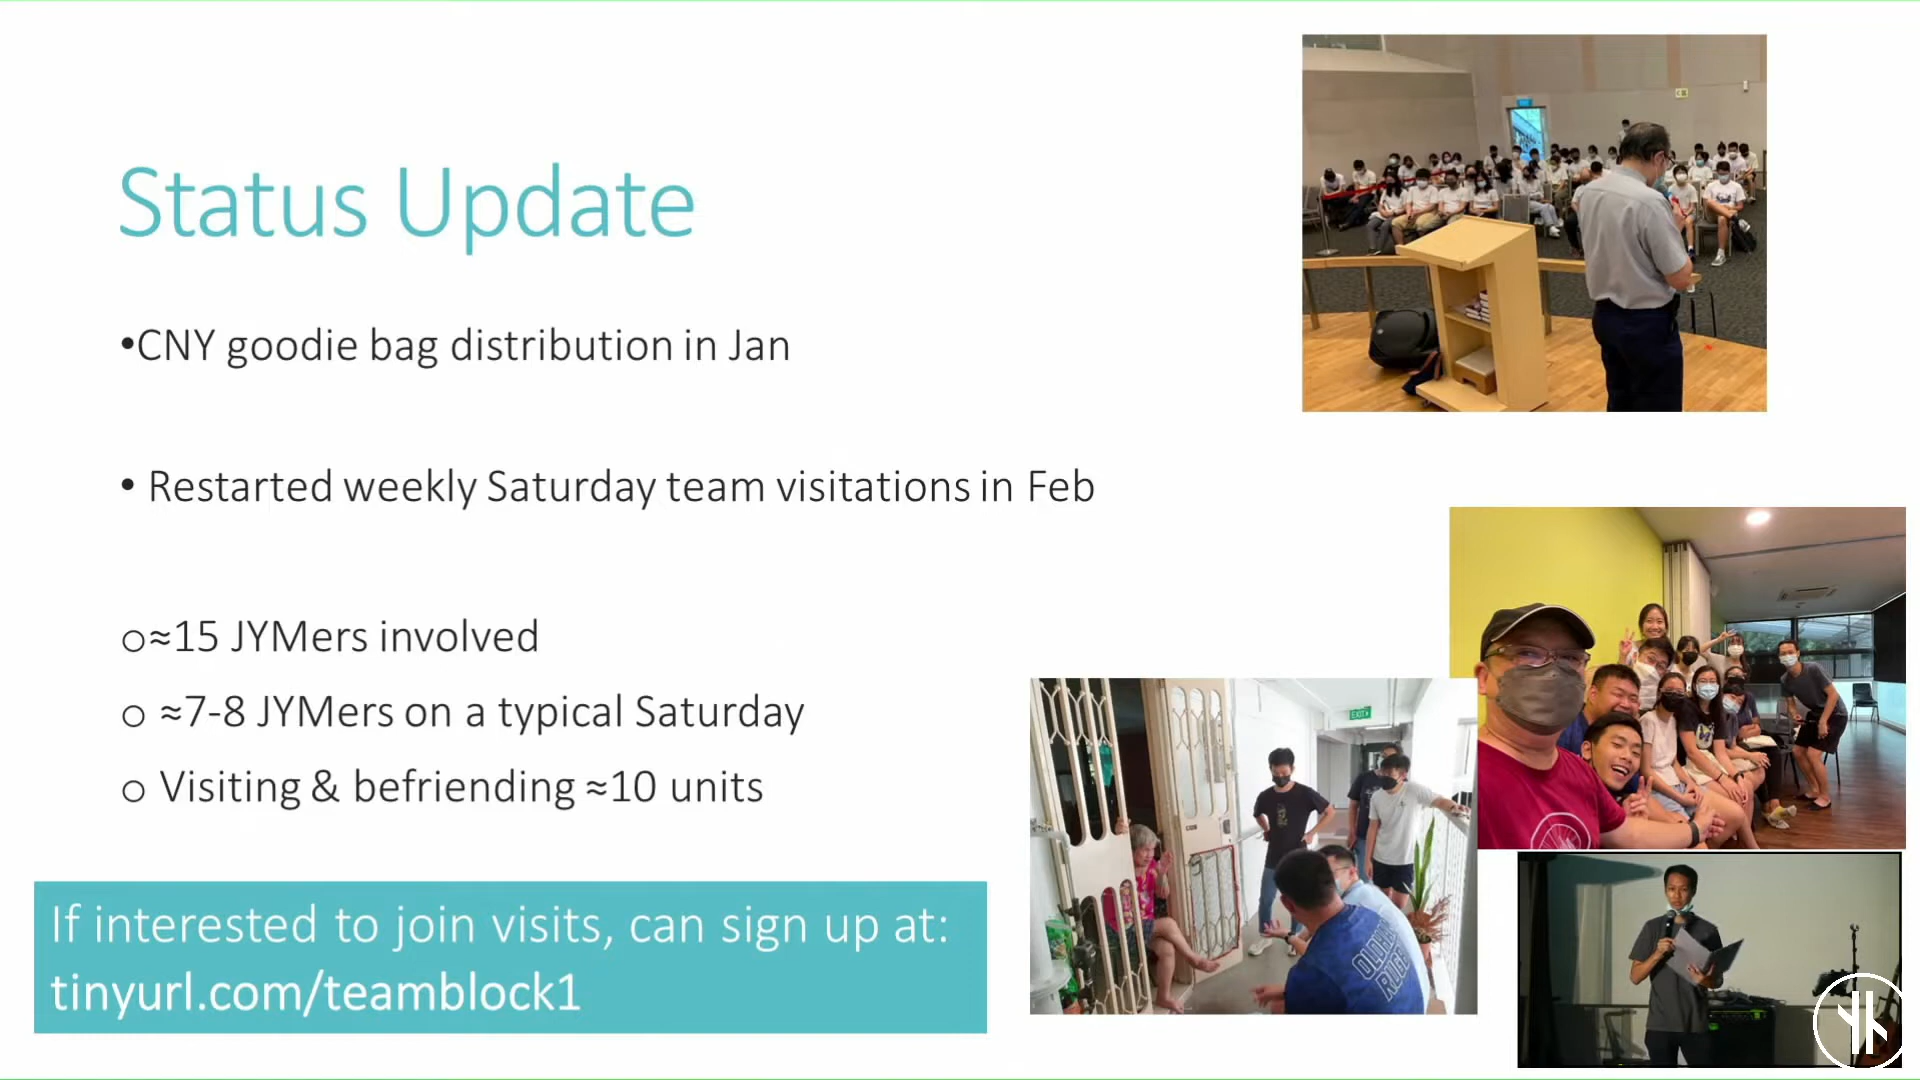 Status Update
•CNY goodie bag distribution in Jan
• Restarted weekly Saturday team visitations in Feb
o≈15 JYMers involved
o ≈7-8 JYMers on a typical Saturday
o Visiting & befriending ≈10 units
If interested to join visits, can sign up at:
tinyurl.com/teamblock1
EXIT